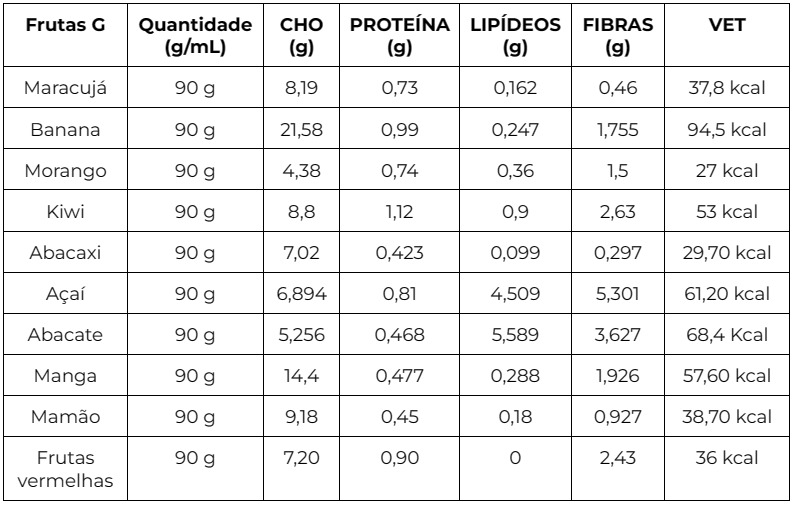 Frutas G Quantidade (g/mL) CHO (g) PROTEÍNA (g) LIPÍDEOS (g) FIBRAS (g) VET
Maracujá 90 g 8,19 0,73 0,162 0,46 37,8 kcal
Banana 90 g 21,58 0,99 0,247 1,755 94,5 kcal
Morango 90 g 4,38 0,74 0,36 1,5 27 kcal
Kiwi 90 g 8,8 1,12 0,9 2,63 53 kcal
Abacaxi 90 g 7,02 0,423 0,099 0,297 29,70 kcal
Açaí 90 g 6,894 0,81 4,509 5,301 61,20 kcal
Abacate 90 g 5,256 0,468 5,589 3,627 68,4 Kcal
Manga 90 g 14,4 0,477 0,288 1,926 57,60 kcal
Mamão 90 g 9,18 0,45 0,18 0,927 38,70 kcal
Frutas vermelhas 90 g 7,20 0,90 0 2,43 36 kcal